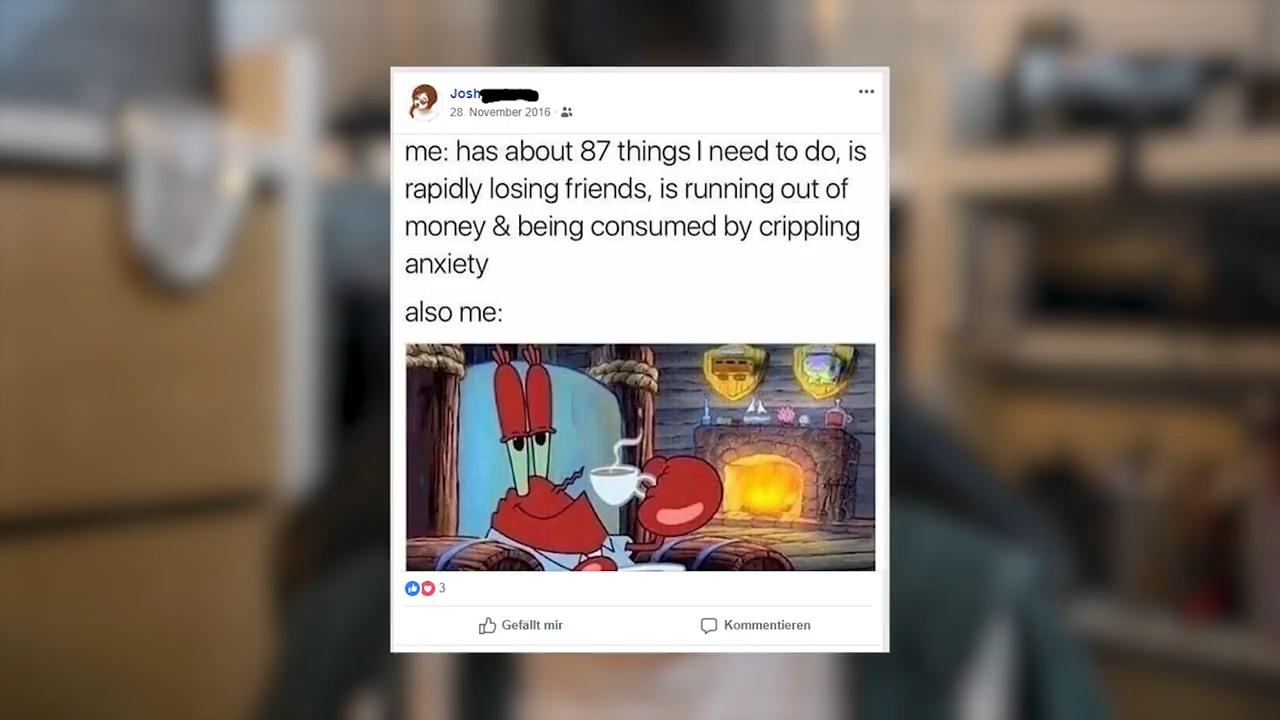 Josh
28. November 2016 ·
me: has about 87 things I need to do, is
rapidly losing friends, is running out of
money & being consumed by crippling
anxiety
also me:
3
Gefällt mir
Kommentieren